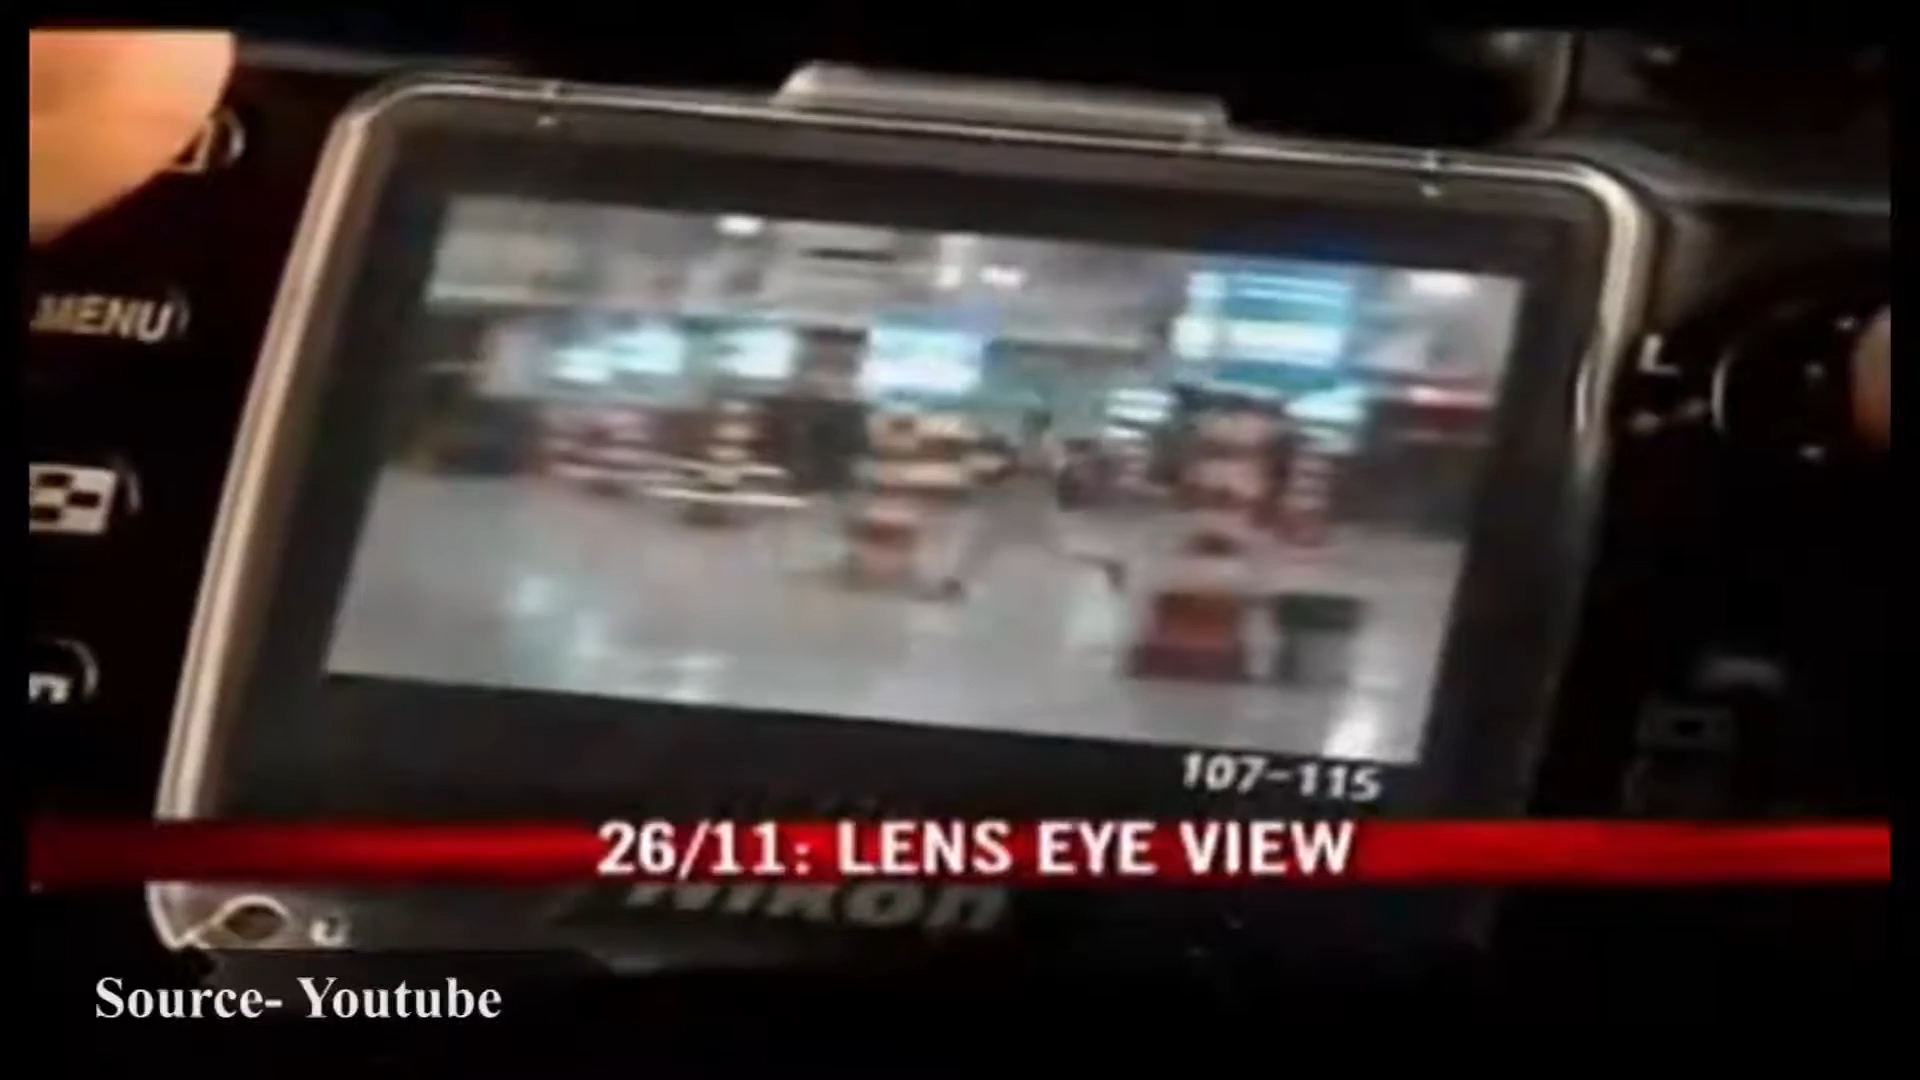 MENU
L
107-115
26/11: LENS EYE VIEW
Nikon
Source- Youtube